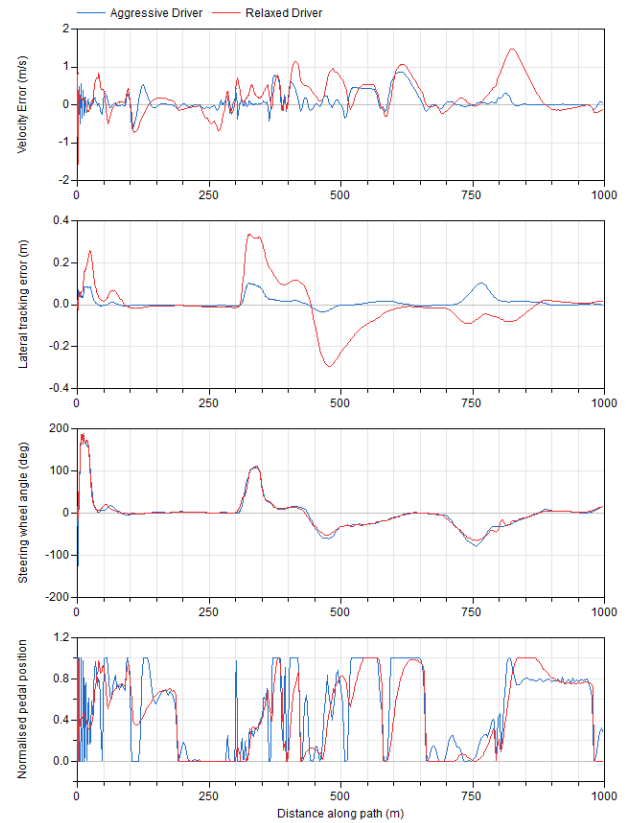 Aggressive Driver Relaxed Driver
2
1
0
-1
-2
Velocity Error (m/s)
0 250 500 750 1000
0.4
0.2
0.0
-0.2
-0.4
Lateral tracking error (m)
0 250 500 750 1000
200
100
0
-100
-200
Steering wheel angle (deg)
0 250 500 750 1000
1.2
0.8
0.4
0.0
Normalised pedal position
0 250 500 750 1000
Distance along path (m)